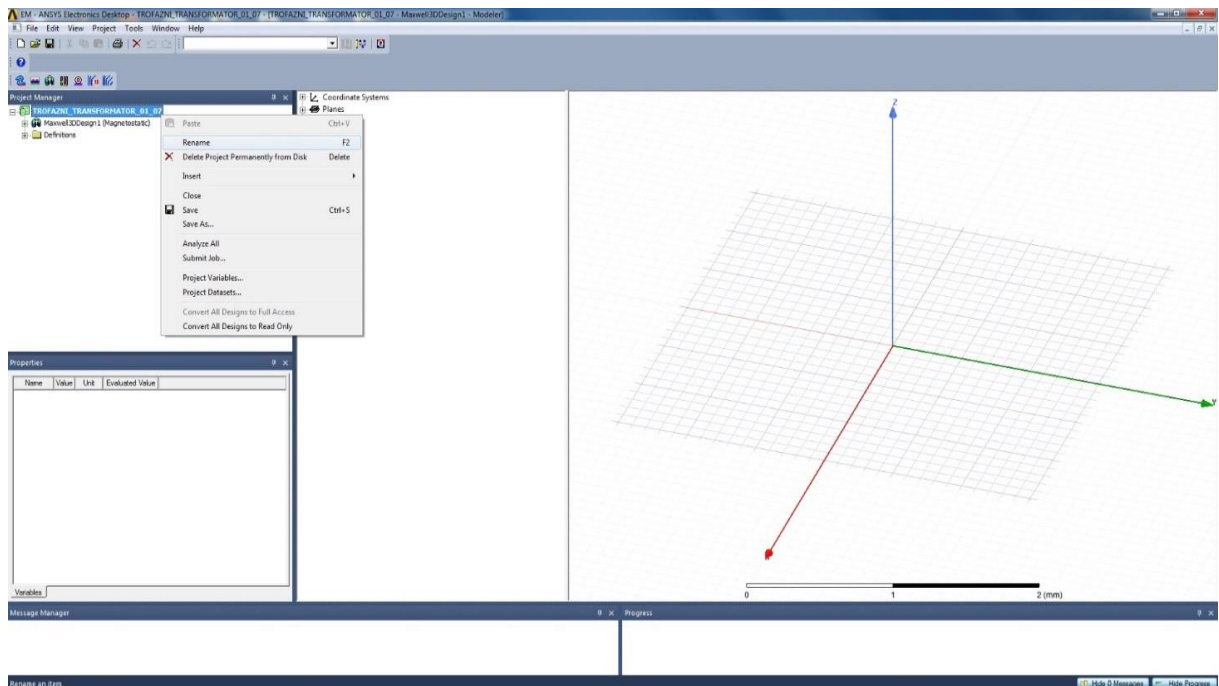 EM - ANSYS Electronics Desktop - TROFAZNI_TRANSFORMATOR_01_07 - [TROFAZNI_TRANSFORMATOR_01_07 - Maxwell3DDesign1 - Modeler]
File Edit View Project Tools Window Help
Project Manager
TROFAZNI_TRANSFORMATOR_01_07
Maxwell3DDesign1 (Magnetostatic)
Definitions
Coordinate Systems
Planes
Paste Ctrl+V
Rename F2
Delete Project Permanently from Disk Delete
Insert
Close
Save Ctrl+S
Save As...
Analyze All
Submit Job...
Project Variables...
Project Datasets...
Convert All Designs to Full Access
Convert All Designs to Read Only
Z
Y
0 1 2 (mm)
Properties
Name Value Unit Evaluated Value
Variables
Message Manager
Progress
Rename an item
Hide 0 Messages Hide Progress